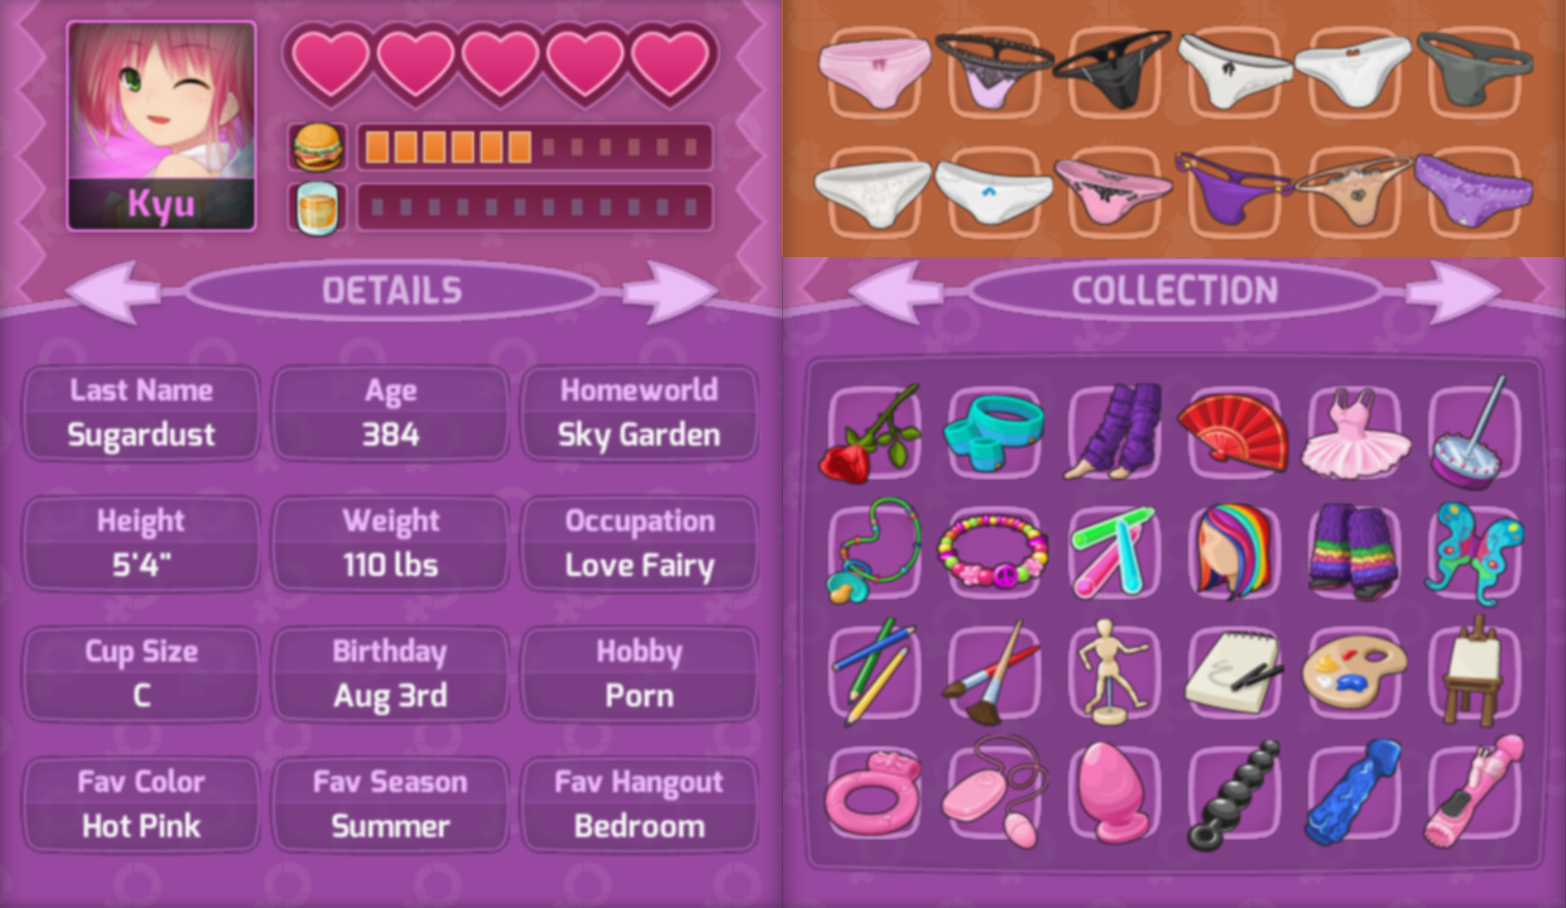 Kyu
DETAILS
Last Name
Age
Homeworld
Sugardust
384
Sky Garden
Height
Weight
Occupation
5'4"
110 lbs
Love Fairy
Cup Size
Birthday
Hobby
C
Aug 3rd
Porn
Fav Color
Fav Season
Fav Hangout
Hot Pink
Summer
Bedroom
COLLECTION